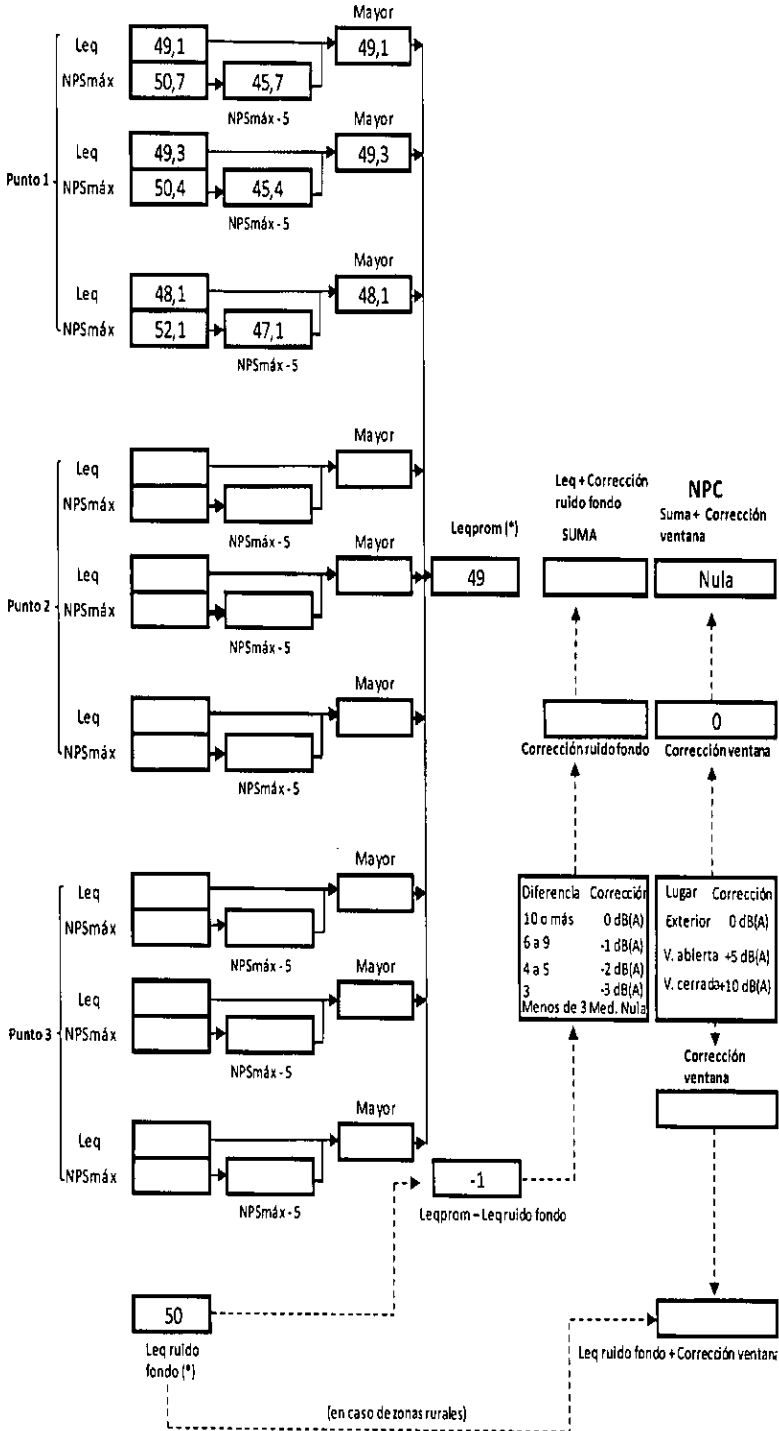 Mayor
Leq 49,1 49,1
NPSmáx 50,7 45,7
NPSmáx - 5
Mayor
Leq 49,3 49,3
Punto 1 NPSmáx 50,4 45,4
NPSmáx - 5
Mayor
Leq 48,1 48,1
NPSmáx 52,1 47,1
NPSmáx - 5
Mayor
Leq
NPSmáx
NPSmáx - 5
Mayor
Leq
Punto 2 NPSmáx
NPSmáx - 5
Mayor
Leq
NPSmáx
NPSmáx - 5
Leqprom (*)
49
Leq + Corrección
ruido fondo
SUMA
NPC
Suma + Corrección
ventana
Nula
Corrección ruido fondo
0
Corrección ventana
Mayor
Leq
NPSmáx
NPSmáx - 5
Mayor
Leq
Punto 3 NPSmáx
NPSmáx - 5
Mayor
Leq
NPSmáx
NPSmáx - 5
Diferencia Corrección
10 o más 0 dB(A)
6 a 9 -1 dB(A)
4 a 5 -2 dB(A)
3 -3 dB(A)
Menos de 3 Med. Nula
Lugar Corrección
Exterior 0 dB(A)
V. abierta +5 dB(A)
V. cerrada +10 dB(A)
Corrección
ventana
-1
Leqprom – Leq ruido fondo
50
Leq ruido
fondo (*)
Leq ruido fondo + Corrección ventana
(en caso de zonas rurales)